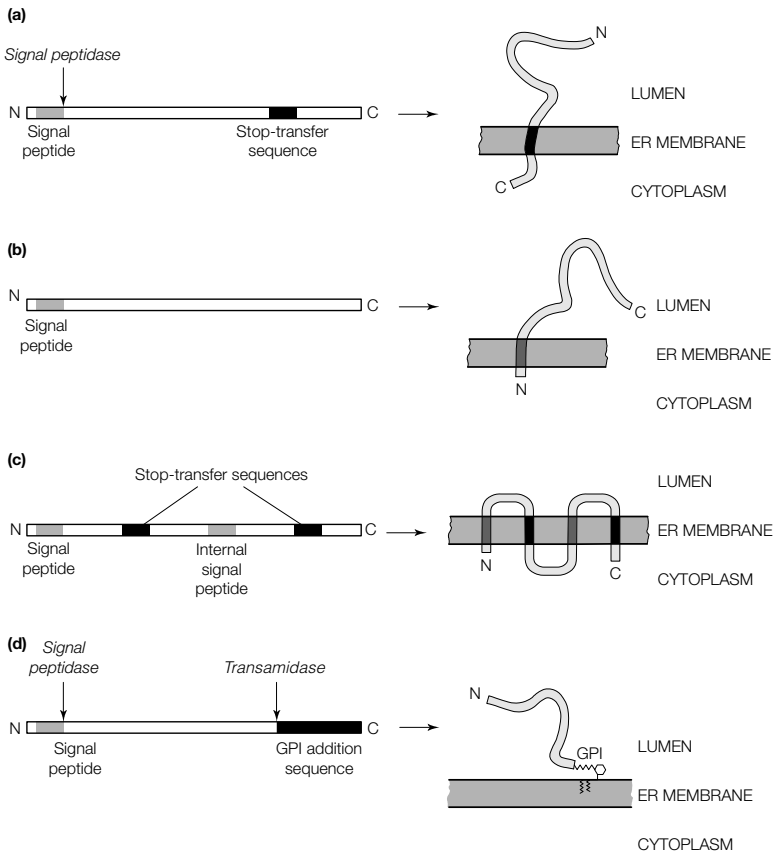 (a)
Signal peptidase
N
C
Signal
peptide
Stop-transfer
sequence
N
C
LUMEN
ER MEMBRANE
CYTOPLASM
(b)
N
C
Signal
peptide
C
N
LUMEN
ER MEMBRANE
CYTOPLASM
(c)
Stop-transfer sequences
N
C
Signal
peptide
Internal
signal
peptide
N
C
LUMEN
ER MEMBRANE
CYTOPLASM
(d)
Signal
peptidase
Transamidase
N
C
Signal
peptide
GPI addition
sequence
N
GPI
LUMEN
ER MEMBRANE
CYTOPLASM